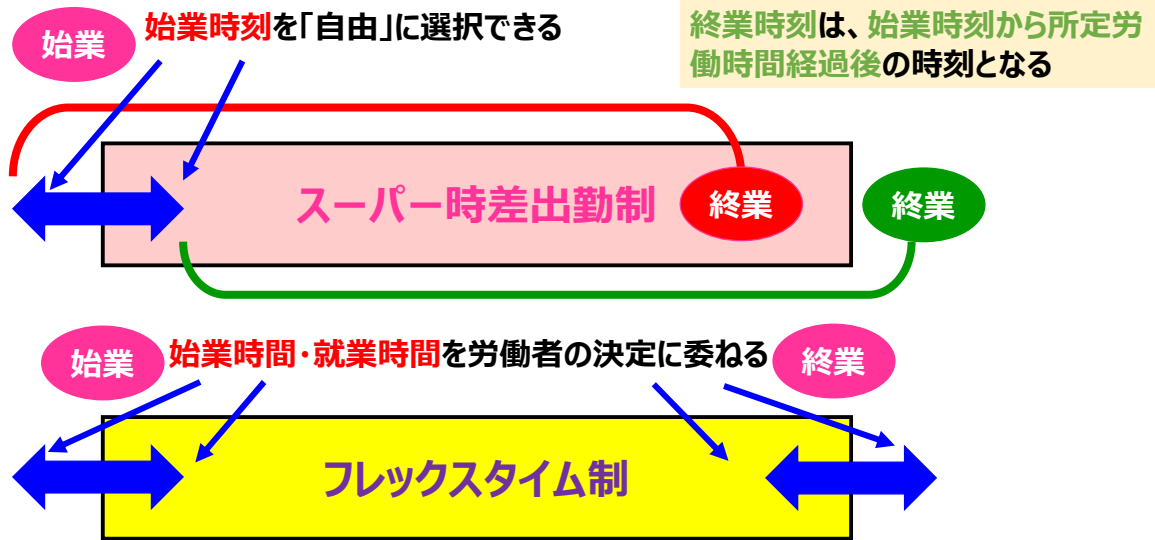 始業
始業時刻を「自由」に選択できる
終業時刻は、始業時刻から所定労
働時間経過後の時刻となる
スーパー時差出勤制
終業
終業
始業
始業時間・就業時間を労働者の決定に委ねる
終業
フレックスタイム制